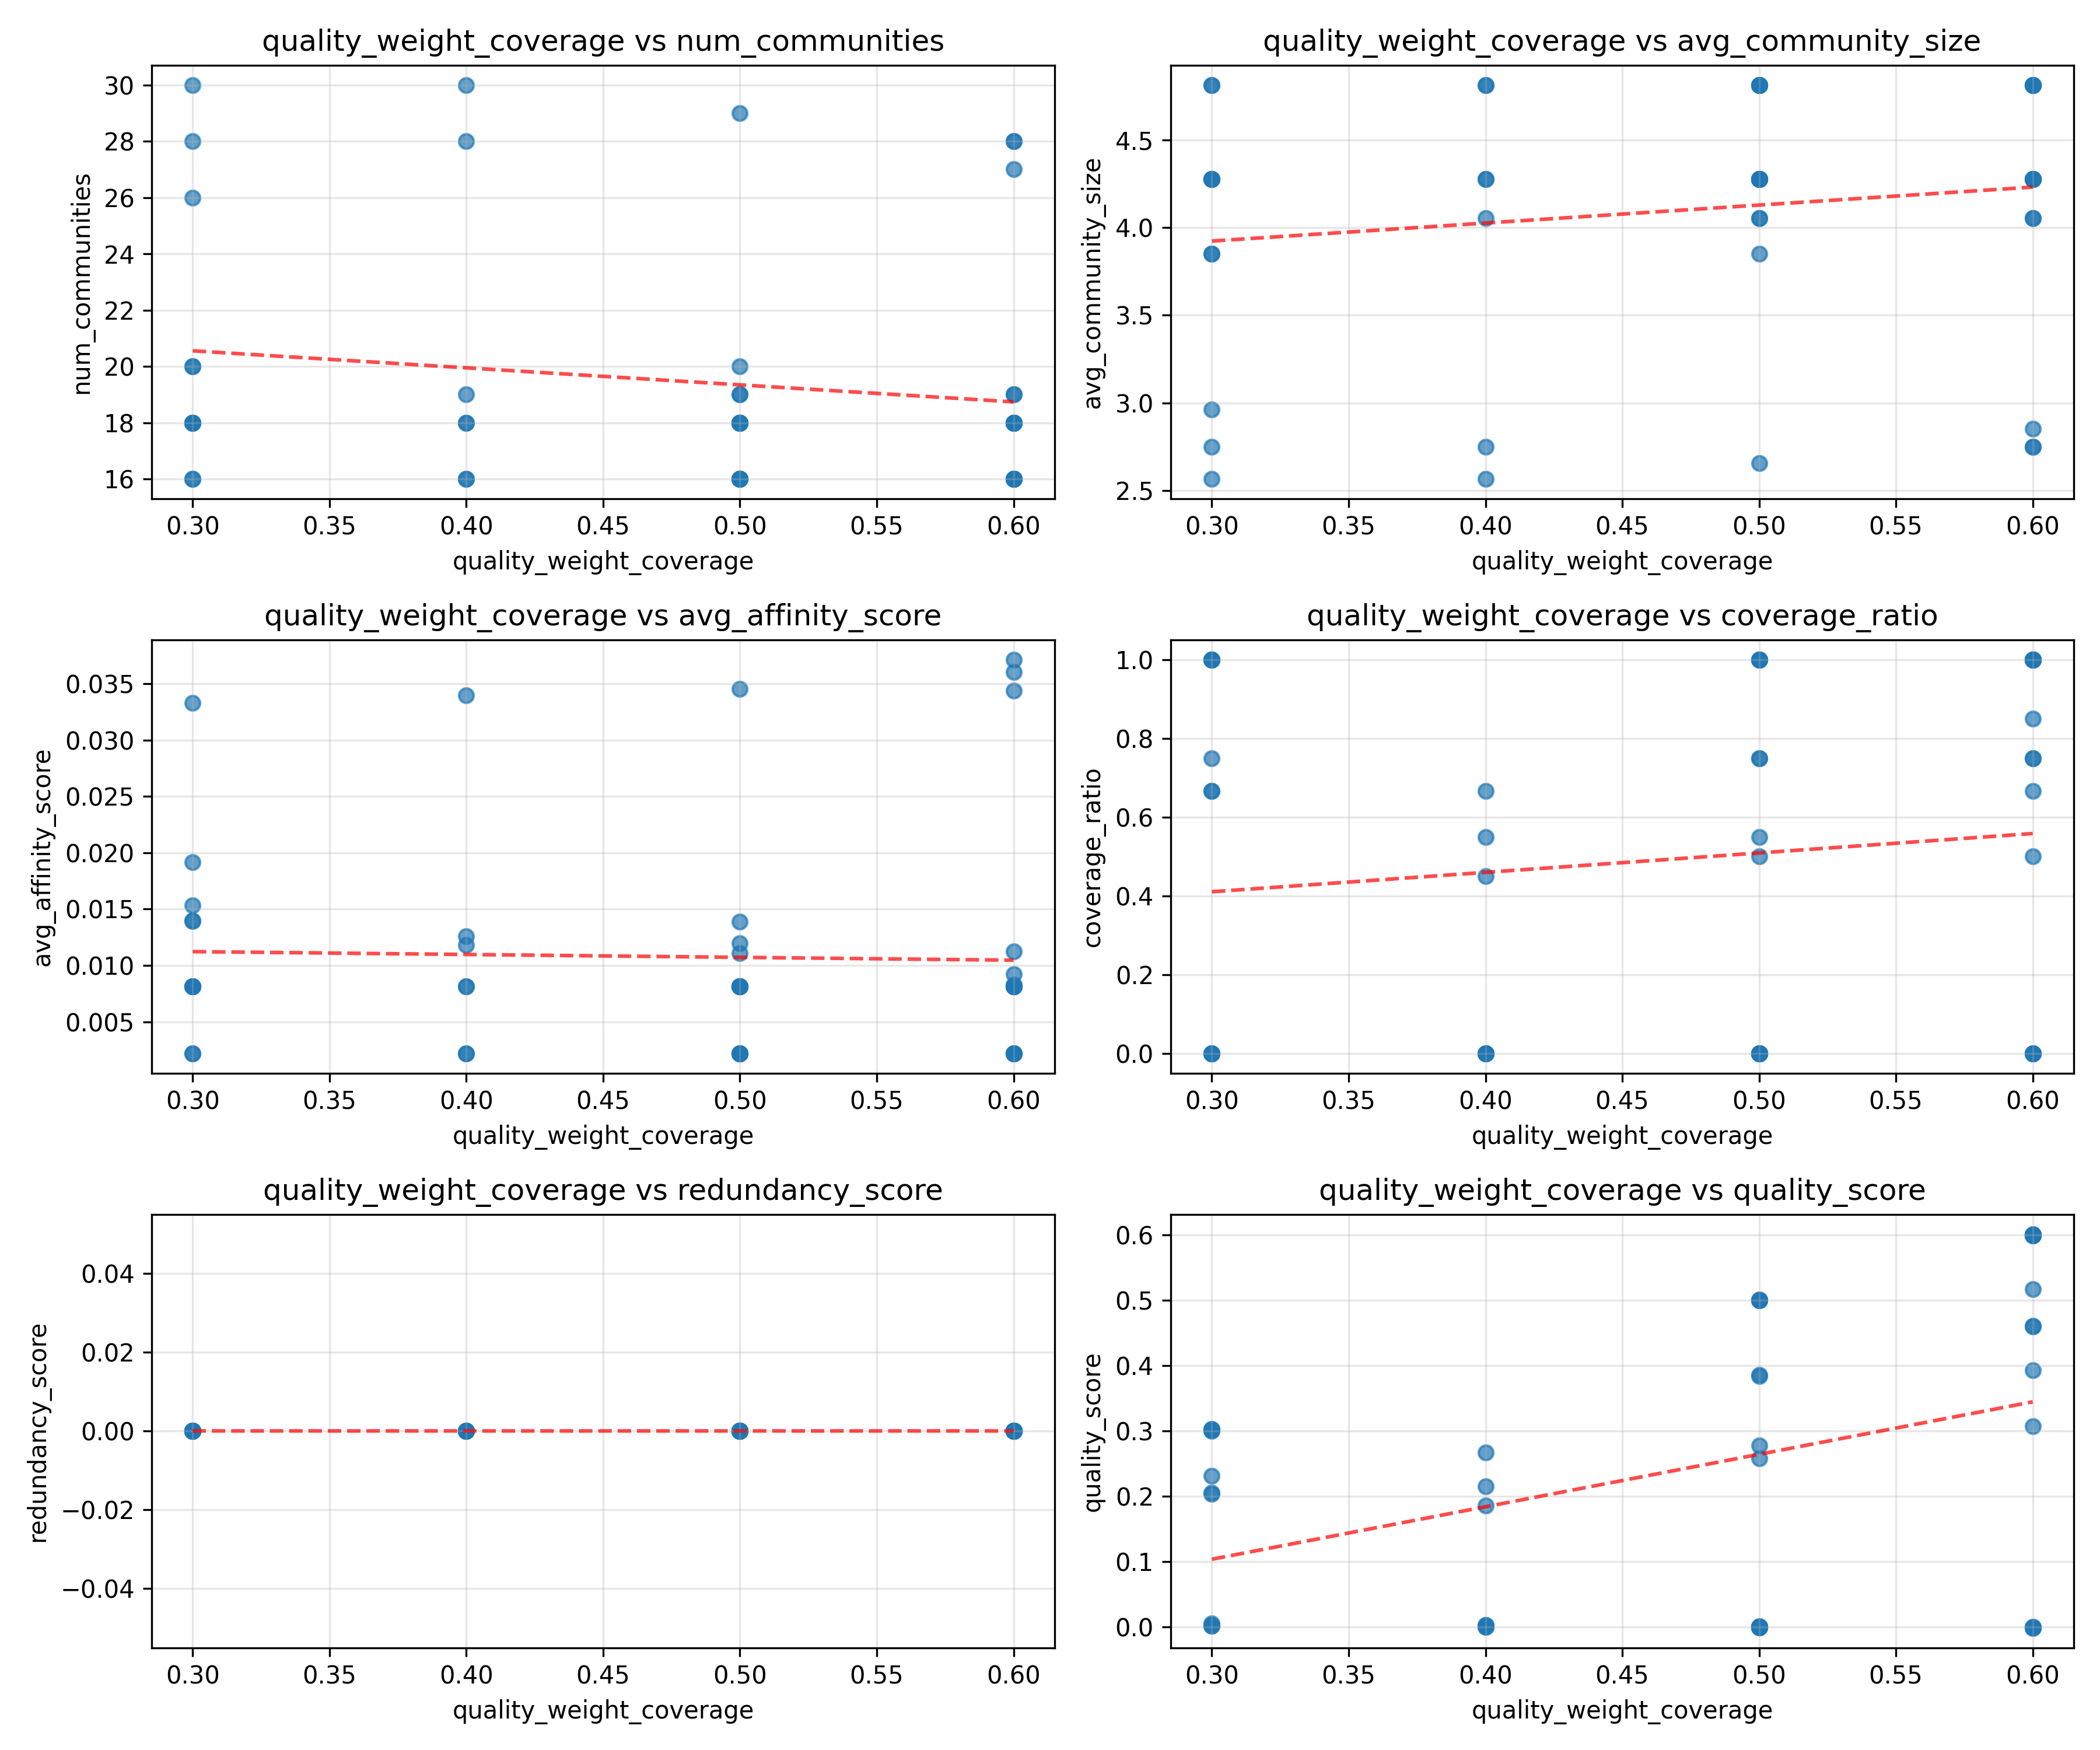 quality_weight_coverage vs num_communities
30
28
26
24
22
20
18
16
num_communities
0.30 0.35 0.40 0.45 0.50 0.55 0.60
quality_weight_coverage
quality_weight_coverage vs avg_community_size
4.5
4.0
3.5
3.0
2.5
avg_community_size
0.30 0.35 0.40 0.45 0.50 0.55 0.60
quality_weight_coverage
quality_weight_coverage vs avg_affinity_score
0.035
0.030
0.025
0.020
0.015
0.010
0.005
avg_affinity_score
0.30 0.35 0.40 0.45 0.50 0.55 0.60
quality_weight_coverage
quality_weight_coverage vs coverage_ratio
1.0
0.8
0.6
0.4
0.2
0.0
coverage_ratio
0.30 0.35 0.40 0.45 0.50 0.55 0.60
quality_weight_coverage
quality_weight_coverage vs redundancy_score
0.04
0.02
0.00
−0.02
−0.04
redundancy_score
0.30 0.35 0.40 0.45 0.50 0.55 0.60
quality_weight_coverage
quality_weight_coverage vs quality_score
0.6
0.5
0.4
0.3
0.2
0.1
0.0
quality_score
0.30 0.35 0.40 0.45 0.50 0.55 0.60
quality_weight_coverage